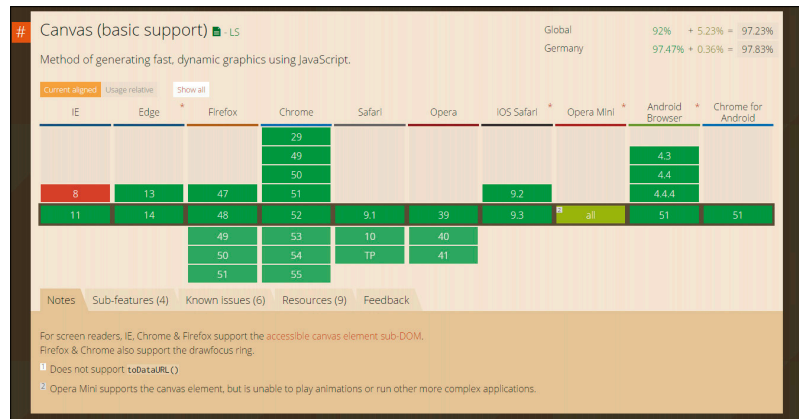 #
Canvas (basic support) - LS
Global 92% + 5.23% = 97.23%
Germany 97.47% + 0.36% = 97.83%
Method of generating fast, dynamic graphics using JavaScript.
Current aligned Usage relative Show all
IE Edge * Firefox Chrome Safari Opera iOS Safari * Opera Mini * Android Browser * Chrome for Android
29
49 4.3
50 4.4
8 13 47 51 9.2 4.4.4
11 14 48 52 9.1 39 9.3 2 all 51 51
49 53 10 40
50 54 TP 41
51 55
Notes Sub-features (4) Known issues (6) Resources (9) Feedback
For screen readers, IE, Chrome & Firefox support the accessible canvas element sub-DOM.
Firefox & Chrome also support the drawfocus ring.
1 Does not support toDataURL()
2 Opera Mini supports the canvas element, but is unable to play animations or run other more complex applications.